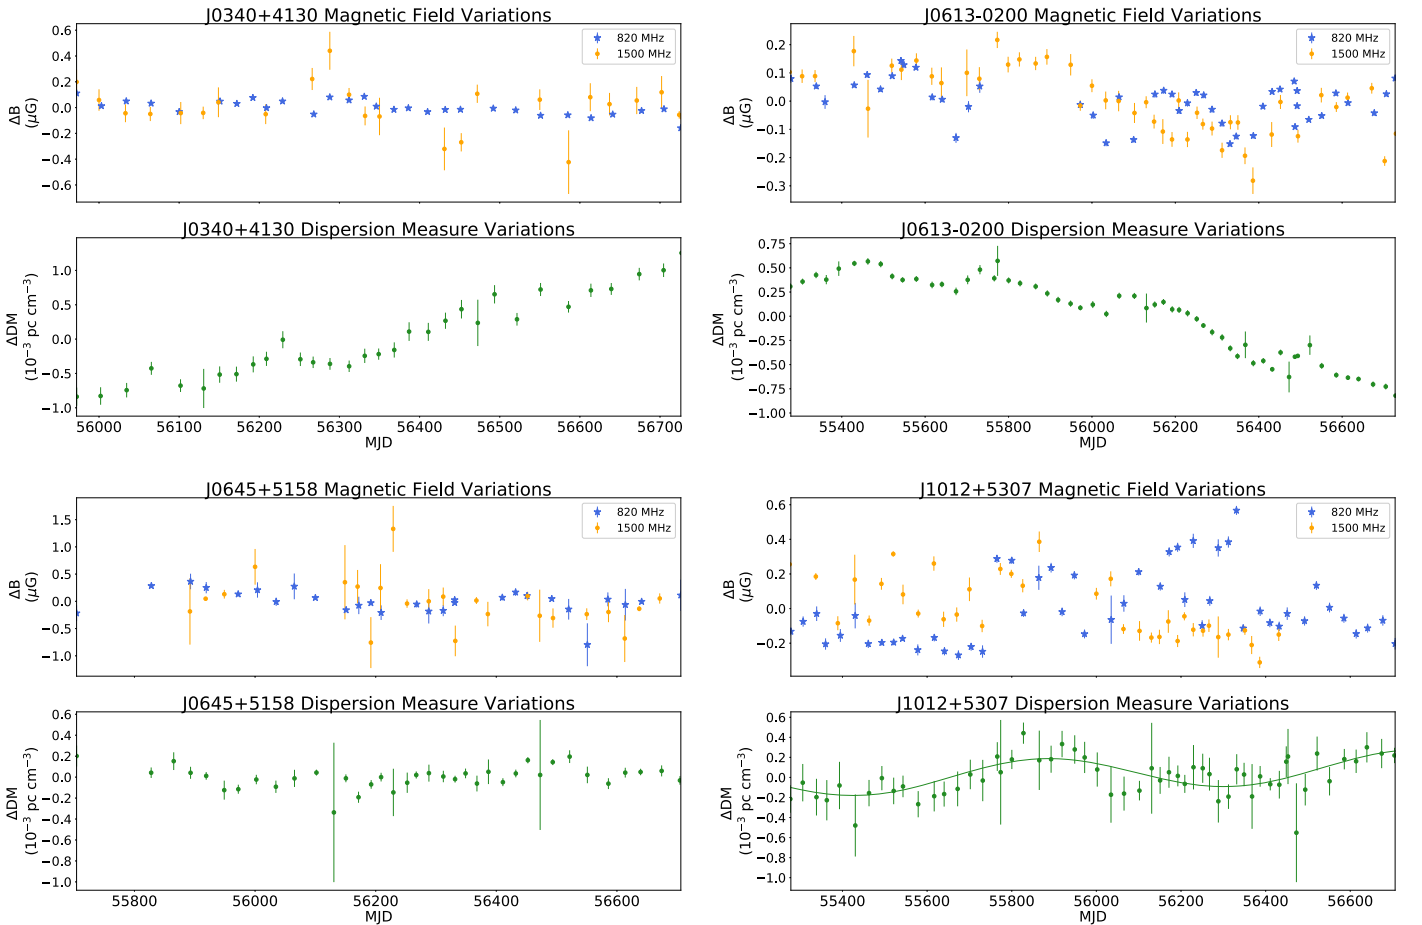 J0340+4130 Magnetic Field Variations
0.6
0.4
0.2
0.0
−0.2
−0.4
−0.6
ΔB
(μG)
820 MHz
1500 MHz
J0340+4130 Dispersion Measure Variations
1.0
0.5
0.0
−0.5
−1.0
ΔDM
(10⁻³ pc cm⁻³)
56000 56100 56200 56300 56400 56500 56600 56700
MJD
J0613-0200 Magnetic Field Variations
0.2
0.1
0.0
−0.1
−0.2
−0.3
ΔB
(μG)
820 MHz
1500 MHz
J0613-0200 Dispersion Measure Variations
0.75
0.50
0.25
0.00
−0.25
−0.50
−0.75
−1.00
ΔDM
(10⁻³ pc cm⁻³)
55400 55600 55800 56000 56200 56400 56600
MJD
J0645+5158 Magnetic Field Variations
1.5
1.0
0.5
0.0
−0.5
−1.0
ΔB
(μG)
820 MHz
1500 MHz
J0645+5158 Dispersion Measure Variations
0.6
0.4
0.2
0.0
−0.2
−0.4
−0.6
−0.8
−1.0
ΔDM
(10⁻³ pc cm⁻³)
55800 56000 56200 56400 56600
MJD
J1012+5307 Magnetic Field Variations
0.6
0.4
0.2
0.0
−0.2
ΔB
(μG)
820 MHz
1500 MHz
J1012+5307 Dispersion Measure Variations
0.6
0.4
0.2
0.0
−0.2
−0.4
−0.6
−0.8
−1.0
ΔDM
(10⁻³ pc cm⁻³)
55400 55600 55800 56000 56200 56400 56600
MJD